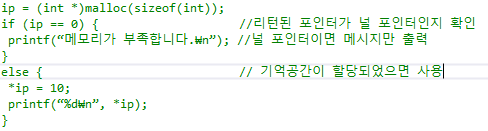 ip = (int *)malloc(sizeof(int));
if (ip == 0) { //리턴된 포인터가 널 포인터인지 확인
printf(“메모리가 부족합니다.₩n”); //널 포인터이면 메시지만 출력
}
else { // 기억공간이 할당되었으면 사용
*ip = 10;
printf(“%d₩n”, *ip);
}